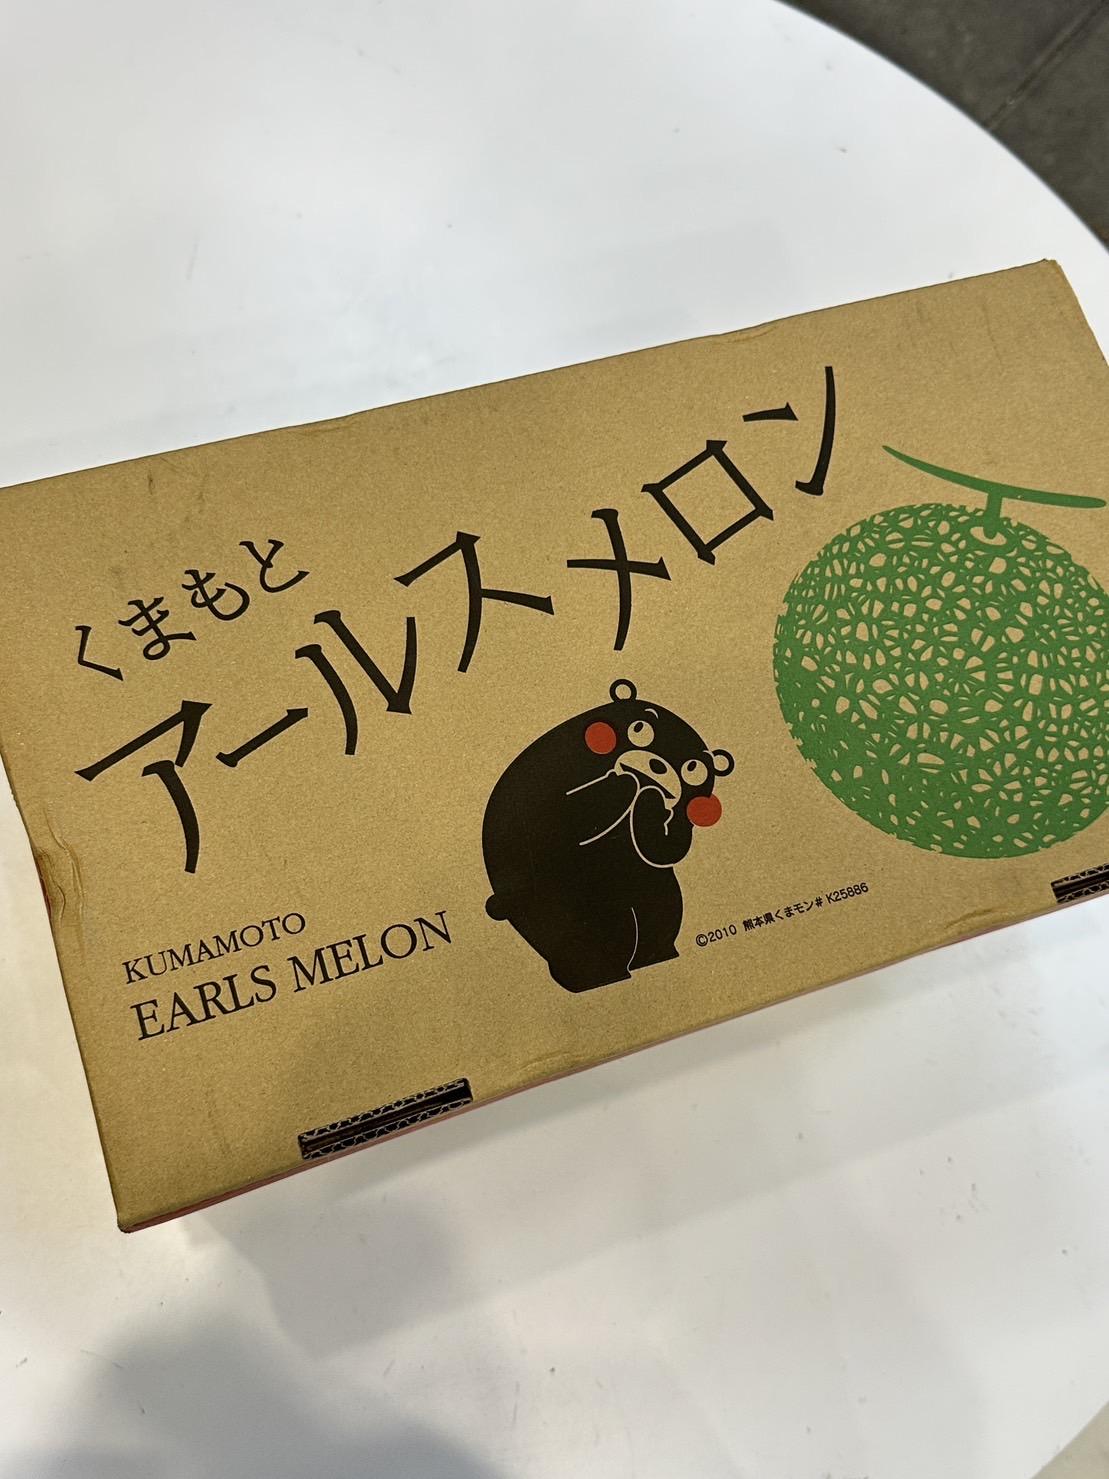 くまもと
アールスメロン
KUMAMOTO
EARLS MELON
©2010 熊本県くまモン# K25886